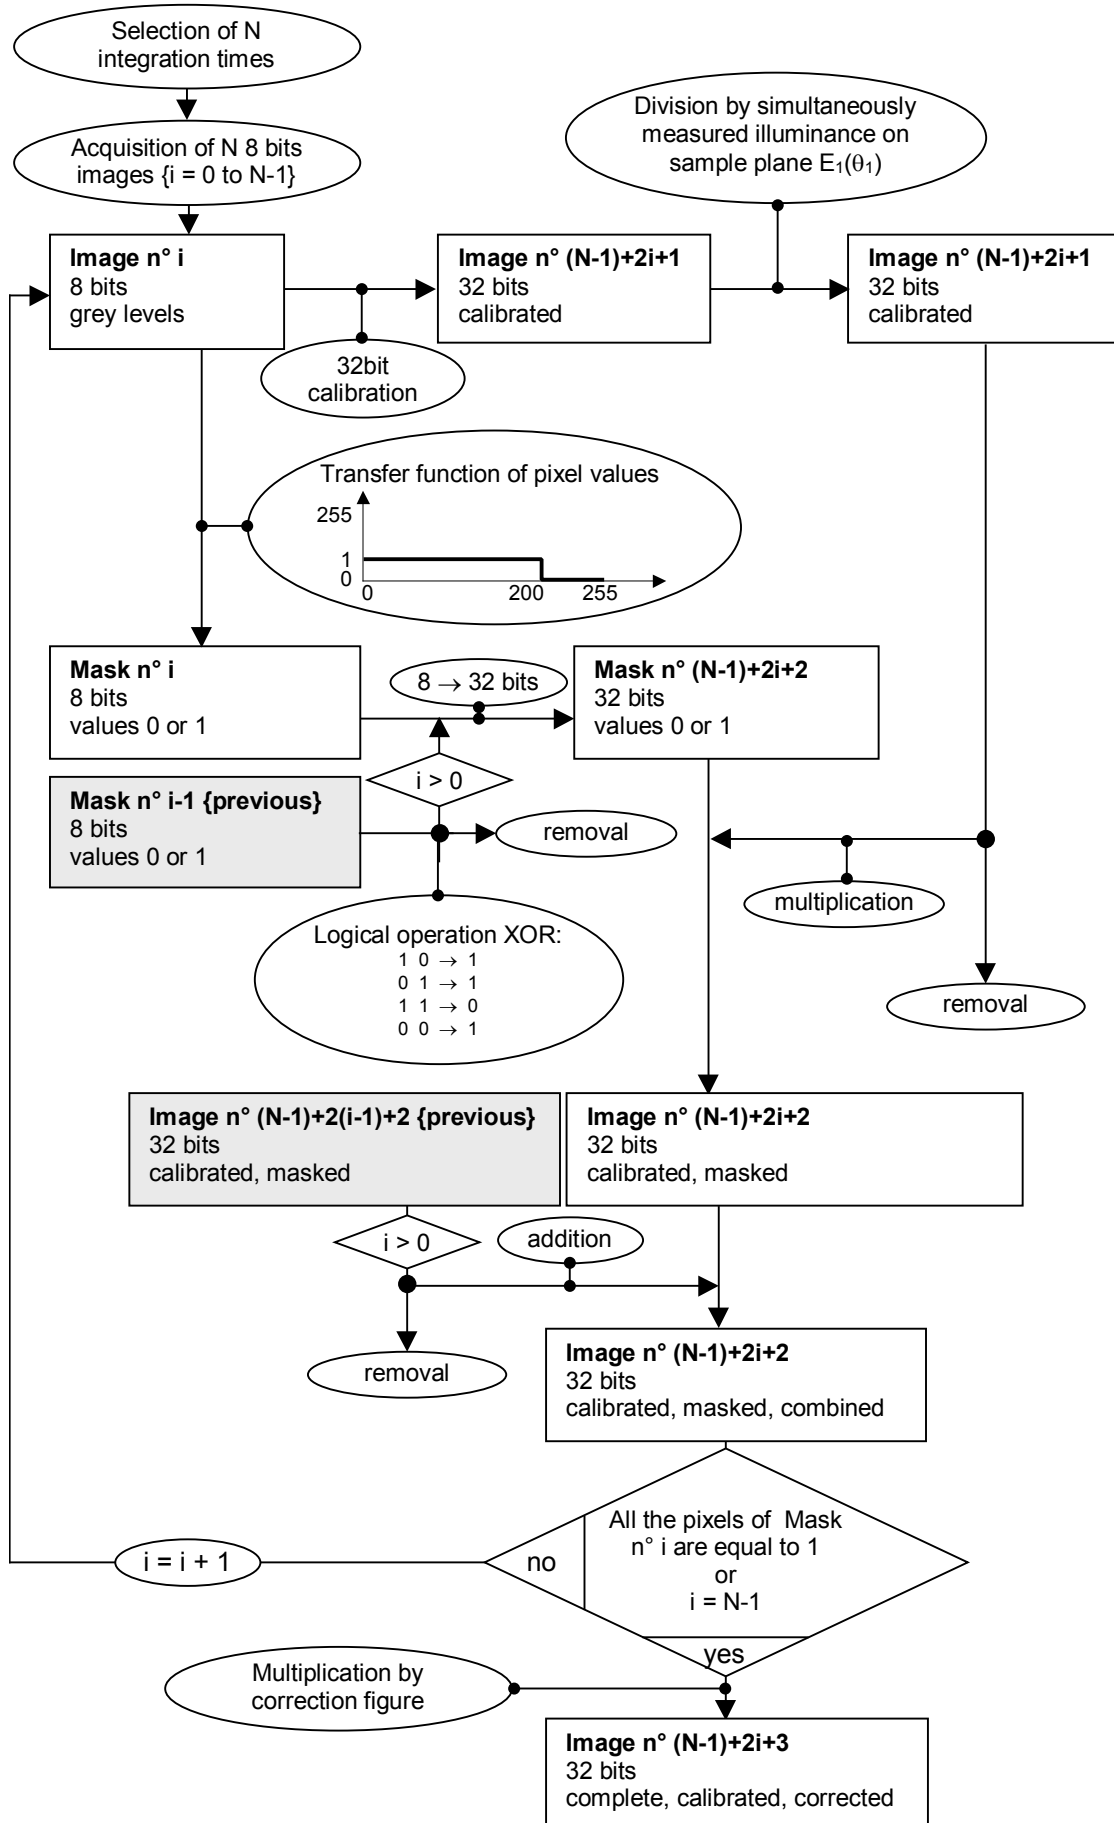 Selection of N
integration times
Acquisition of N 8 bits
images {i = 0 to N-1}
Division by simultaneously
measured illuminance on
sample plane E₁(θ₁)
Image n° i
8 bits
grey levels
Image n° (N-1)+2i+1
32 bits
calibrated
Image n° (N-1)+2i+1
32 bits
calibrated
32bit
calibration
Transfer function of pixel values
255
1
0
0
200
255
Mask n° i
8 bits
values 0 or 1
8 → 32 bits
Mask n° (N-1)+2i+2
32 bits
values 0 or 1
i > 0
Mask n° i-1 {previous}
8 bits
values 0 or 1
removal
multiplication
Logical operation XOR:
1 0 → 1
0 1 → 1
1 1 → 0
0 0 → 1
removal
Image n° (N-1)+2(i-1)+2 {previous}
32 bits
calibrated, masked
Image n° (N-1)+2i+2
32 bits
calibrated, masked
i > 0
addition
removal
Image n° (N-1)+2i+2
32 bits
calibrated, masked, combined
All the pixels of Mask
n° i are equal to 1
or
i = N-1
no
i = i + 1
yes
Multiplication by
correction figure
Image n° (N-1)+2i+3
32 bits
complete, calibrated, corrected